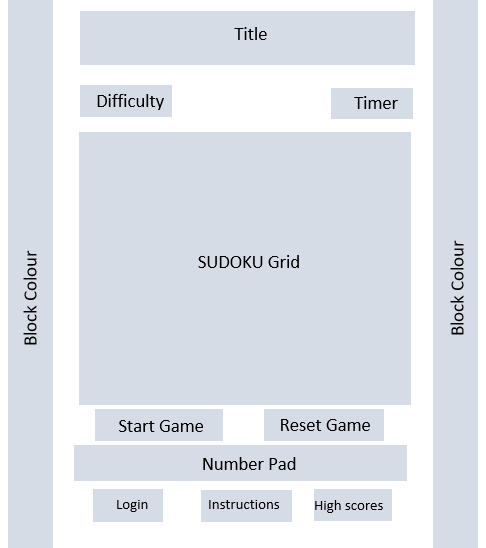 Title
Difficulty
Timer
Block Colour
SUDOKU Grid
Block Colour
Start Game
Reset Game
Number Pad
Login
Instructions
High scores